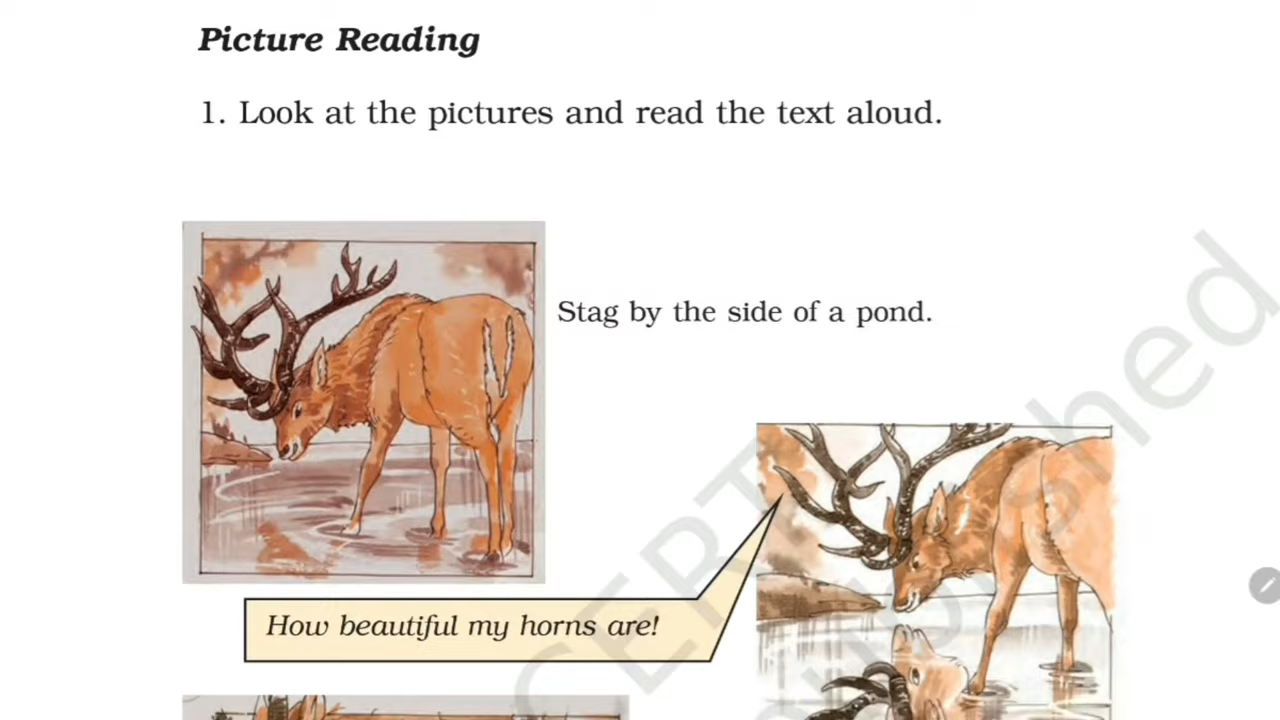 Picture Reading
1. Look at the pictures and read the text aloud.
Stag by the side of a pond.
How beautiful my horns are!